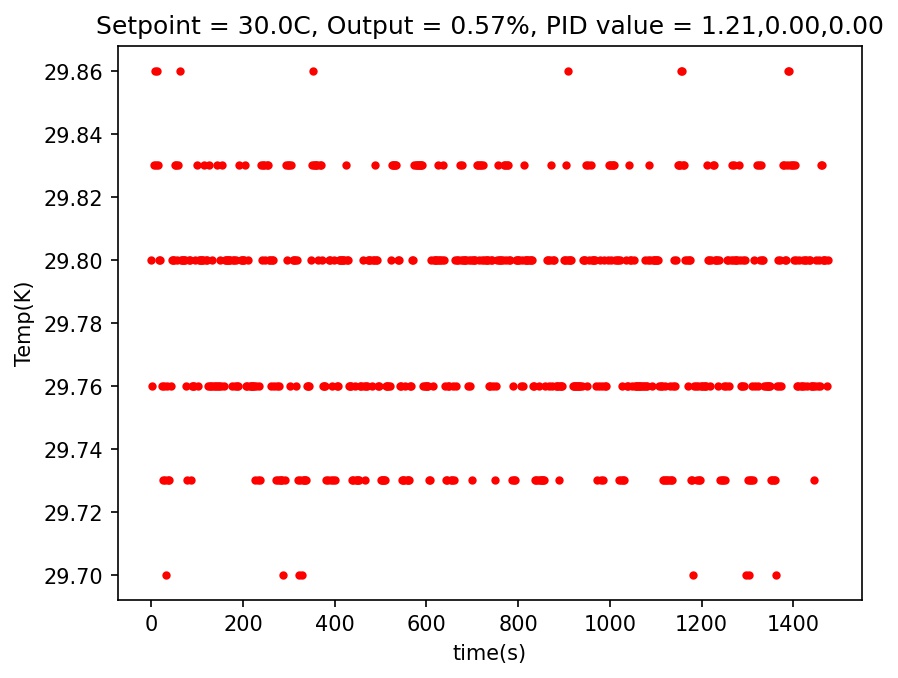 Setpoint = 30.0C, Output = 0.57%, PID value = 1.21,0.00,0.00
29.86
29.84
29.82
29.80
29.78
29.76
29.74
29.72
29.70
Temp(K)
0 200 400 600 800 1000 1200 1400
time(s)